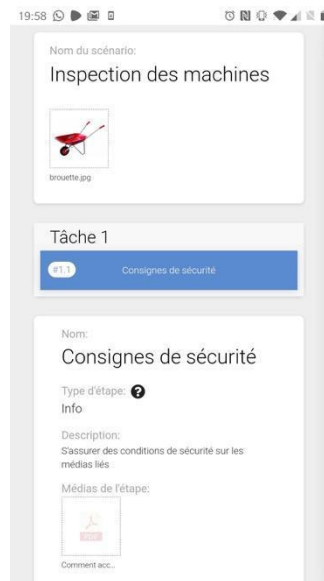 19:58
Nom du scénario:
Inspection des machines
brouette.jpg
Tâche 1
#1.1 Consignes de sécurité
Nom:
Consignes de sécurité
Type d'étape: ?
Info
Description:
S'assurer des conditions de sécurité sur les
médias liés
Médias de l'étape:
PDF
Comment acc...